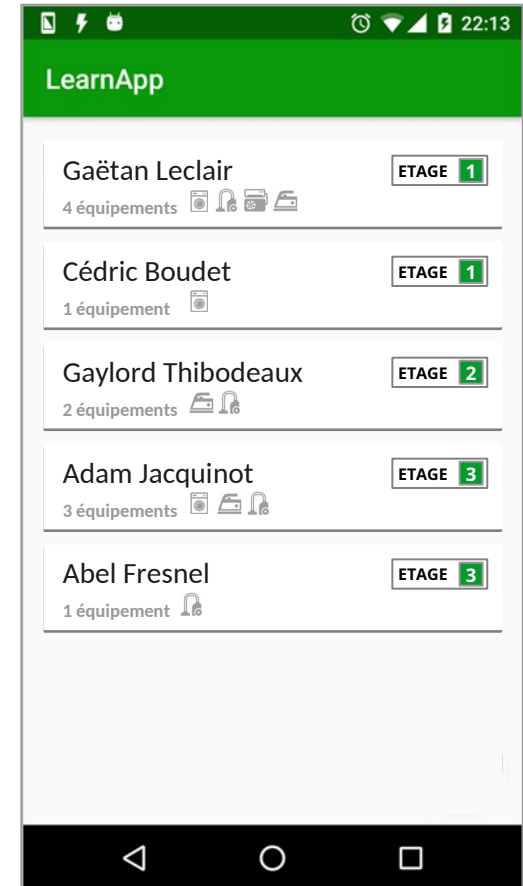 22:13
LearnApp
Gaëtan Leclair ETAGE 1
4 équipements
Cédric Boudet ETAGE 1
1 équipement
Gaylord Thibodeaux ETAGE 2
2 équipements
Adam Jacquinot ETAGE 3
3 équipements
Abel Fresnel ETAGE 3
1 équipement